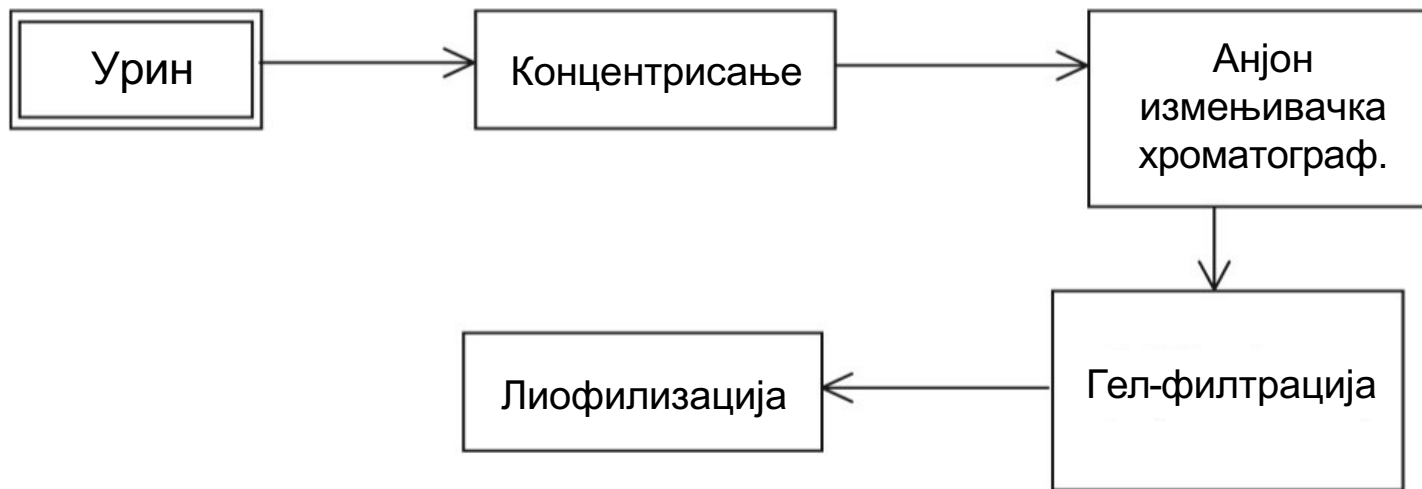 Урин
Концентрисање
Анјон
измењивачка
хроматограф.
Гел-филтрација
Лиофилизација